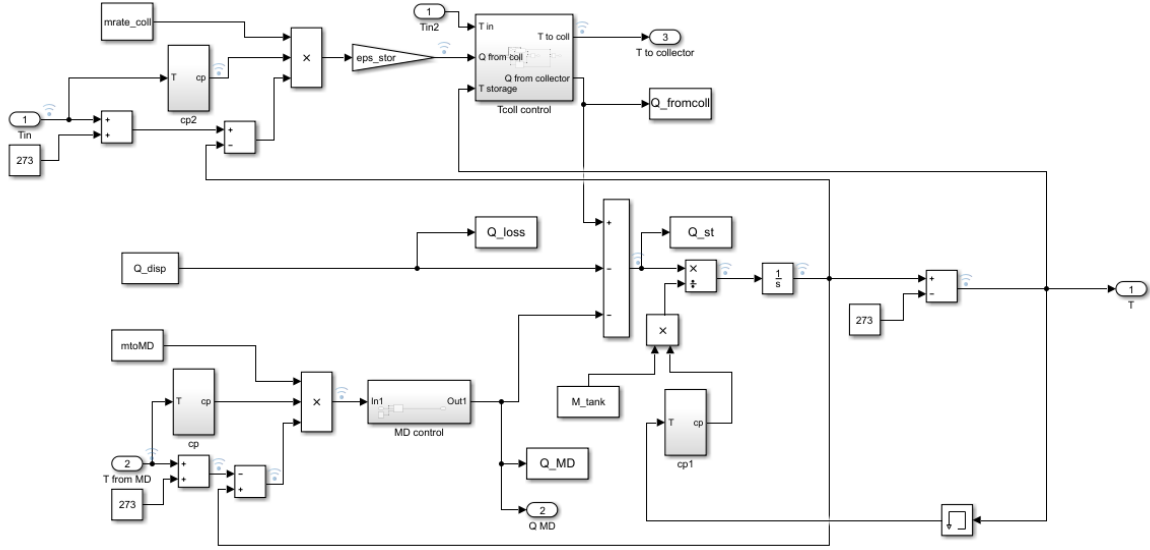 mrate_coll
1
Tin2
T in
T to coll
3
T to collector
eps_stor
Q from coll
Q from collector
T storage
Tcoll control
Q_fromcoll
T
cp
cp2
×
1
Tin
+
+
273
+
−
Q_loss
+
Q_st
Q_disp
−
×
÷
1
s
+
−
1
T
273
−
×
mtoMD
M_tank
T
cp
cp
×
In1
Out1
MD control
T
cp
cp1
2
T from MD
+
+
−
+
Q_MD
273
2
Q MD